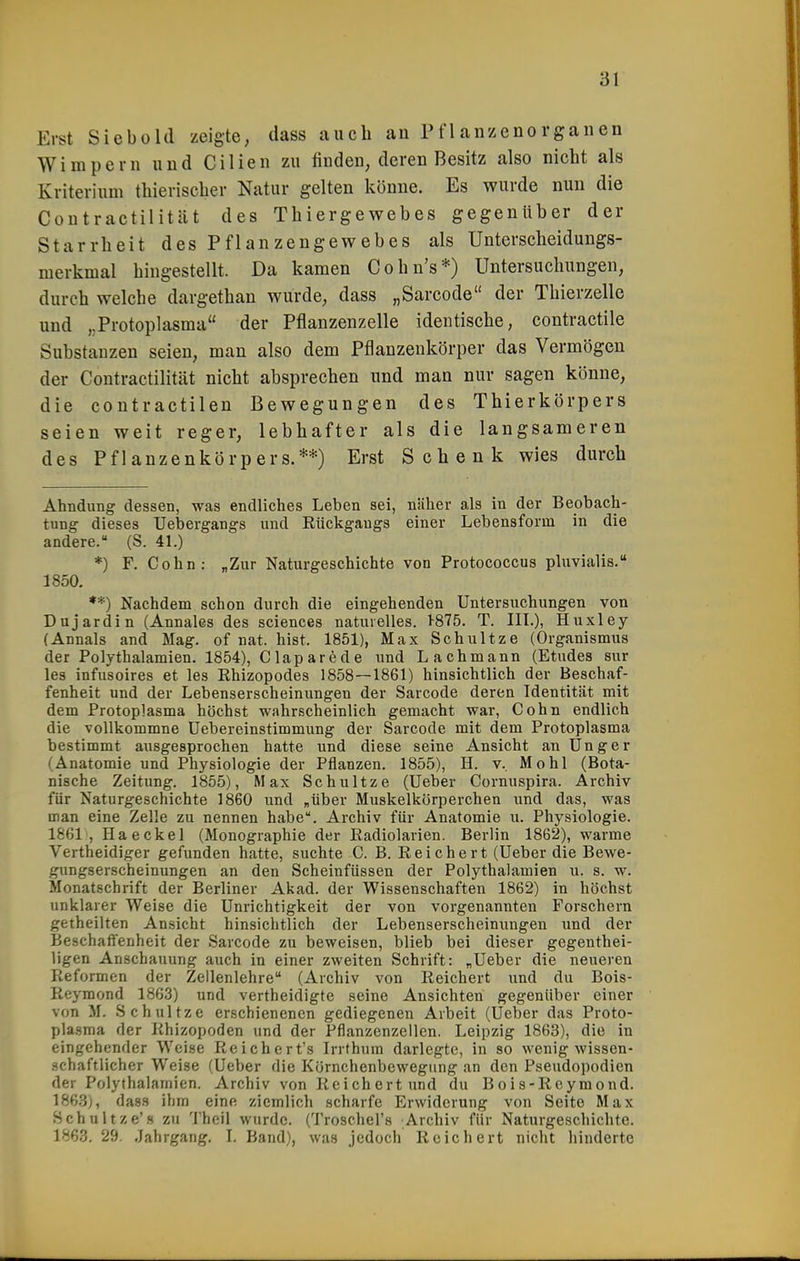 31
Erst Siebold zeigte, dass auch an Pflanzenorganen
Wimpern und Cilien zu finden, deren Besitz also nicht als
Kriterium thierischer Natur gelten könne. Es wurde nun die
Contractilität des Thiergewebes gegenüber der
Starrheit des Pflanzengewebes als Unterscheidungs-
merkmal hingestellt. Da kamen Cohn's*) Untersuchungen,
durch welche dargethan wurde, dass „Sarcode“ der Thierzelle
und „Protoplasma“ der Pflanzenzelle identische, contractile
Substanzen seien, man also dem Pflanzenkörper das Vermögen
der Contractilität nicht absprechen und man nur sagen könne,
die contractilen Bewegungen des Thierkörpers
seien weit reger, lebhafter als die langsameren
des Pflanzenkörpers.**) Erst Schenk wies durch
Ahndung dessen, was endliches Leben sei, näher als in der Beobach-
tung dieses Uebergangs und Rückgangs einer Lebensform in die
andere.“ (S. 41.)
*) F. Cohn: „Zur Naturgeschichte von Protococcus pluvialis.“
1850.
**) Nachdem schon durch die eingehenden Untersuchungen von
Dujardin (Annales des sciences naturelles. 1875. T. III.), Huxley
(Annals and Mag. of nat. hist. 1851), Max Schultze (Organismus
der Polythalamien. 1854), Claparède und Lachmann (Etudes sur
les infusoires et les Rhizopodes 1858—1861) hinsichtlich der Beschaf-
fenheit und der Lebenserscheinungen der Sarcode deren Identität mit
dem Protoplasma höchst wahrscheinlich gemacht war, Cohn endlich
die vollkommne Uebereinstimmung der Sarcode mit dem Protoplasma
bestimmt ausgesprochen hatte und diese seine Ansicht an Unger
(Anatomie und Physiologie der Pflanzen. 1855), H. v. Mohl (Bota-
nische Zeitung. 1855), Max Schultze (Ueber Cornuspira. Archiv
für Naturgeschichte 1860 und „über Muskelkörperchen und das, was
man eine Zelle zu nennen habe“. Archiv für Anatomie u. Physiologie.
1861), Haeckel (Monographie der Radiolarien. Berlin 1862), warme
Vertheidiger gefunden hatte, suchte C. B. Reichert (Ueber die Bewe-
gungserscheinungen an den Scheinfüssen der Polythalamien u. s. w.
Monatschrift der Berliner Akad. der Wissenschaften 1862) in höchst
unklarer Weise die Unrichtigkeit der von vorgenannten Forschern
getheilten Ansicht hinsichtlich der Lebenserscheinungen und der
Beschaffenheit der Sarcode zu beweisen, blieb bei dieser gegenthei-
ligen Anschauung auch in einer zweiten Schrift: „Ueber die neueren
Reformen der Zellenlehre“ (Archiv von Reichert und du Bois-
Reymond 1863) und vertheidigte seine Ansichten gegenüber einer
von M. Schultze erschienenen gediegenen Arbeit (Ueber das Proto-
plasma der Rhizopoden und der Pflanzenzellen. Leipzig 1863), die in
eingehender Weise Reichert's Irrthum darlegte, in so wenig wissen-
schaftlicher Weise (Ueber die Körnchenbewegung an den Pseudopodien
der Polythalamien. Archiv von Reichert und du Bois-Reymond.
1863), dass ihm eine ziemlich scharfe Erwiderung von Seite Max
Schultze's zu Theil wurde. (Troschel's Archiv für Naturgeschichte.
1863. 29. Jahrgang. I. Band), was jedoch Reichert nicht hinderte